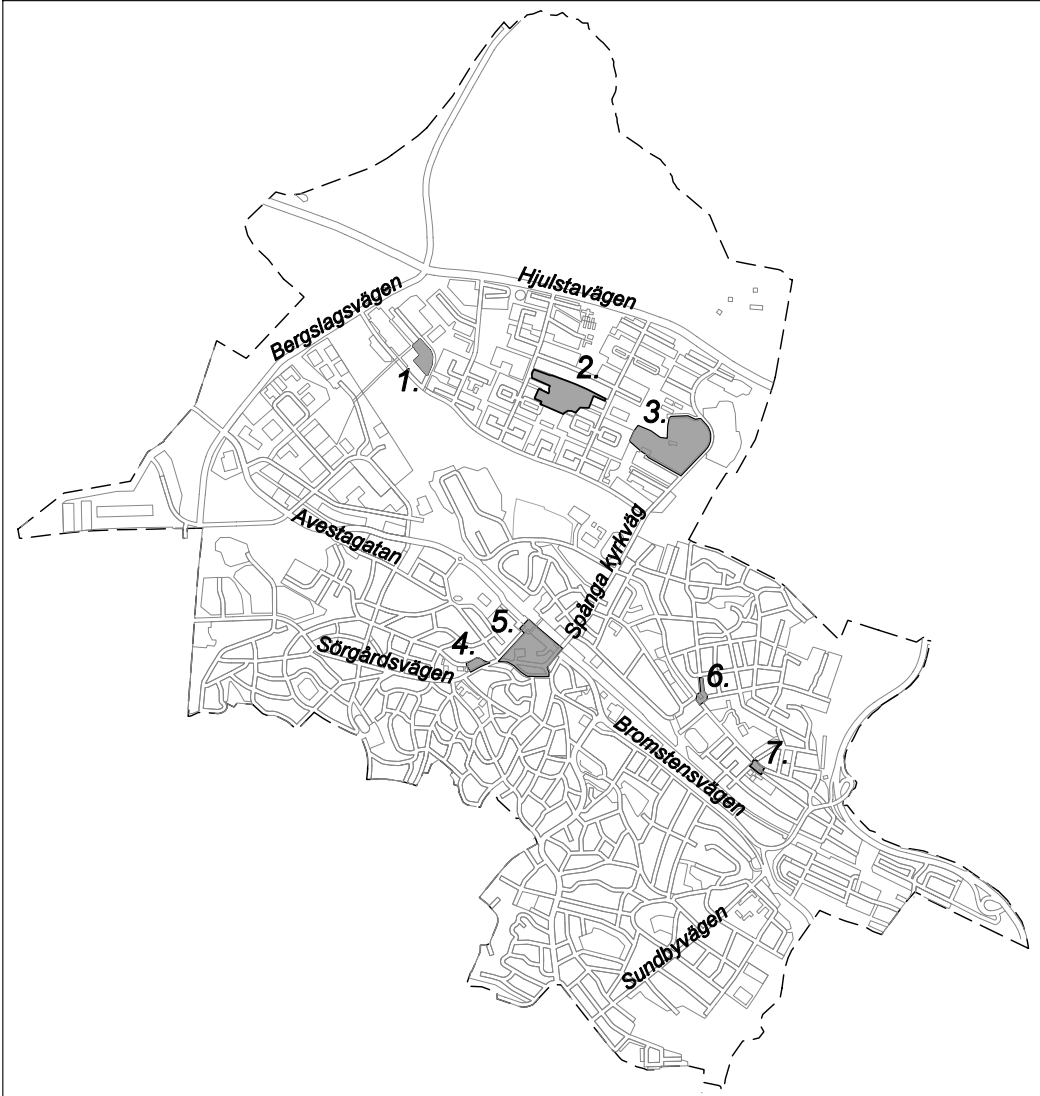 Hjulstavägen
Bergslagsvägen
1.
2.
3.
Avestagatan
Spånga kyrkväg
4.
5.
Sörgårdsvägen
6.
Bromstensvägen
7.
Sundbyvägen